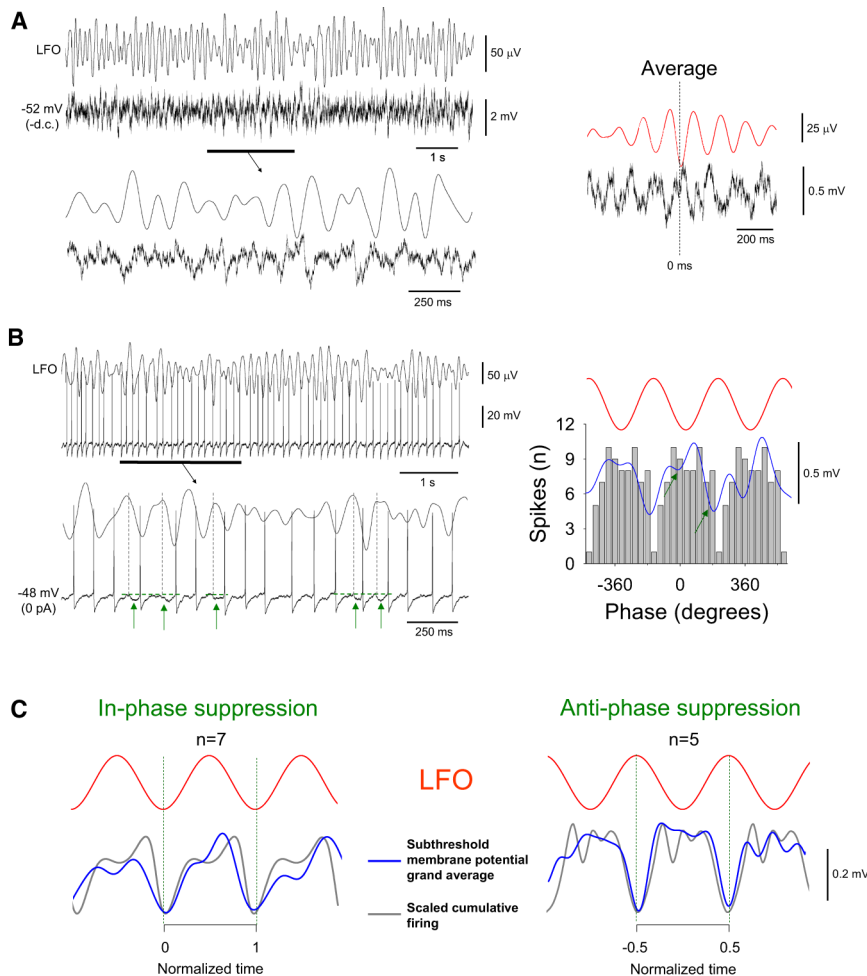 A
LFO
50 µV
-52 mV
(-d.c.)
2 mV
1 s
250 ms
Average
25 µV
0.5 mV
200 ms
0 ms
B
LFO
50 µV
20 mV
1 s
-48 mV
(0 pA)
250 ms
12
9
6
3
0
Spikes (n)
0.5 mV
-360 0 360
Phase (degrees)
C
In-phase suppression
n=7
Anti-phase suppression
n=5
LFO
Subthreshold
membrane potential
grand average
Scaled cumulative
firing
0.2 mV
0 1
Normalized time
-0.5 0.5
Normalized time